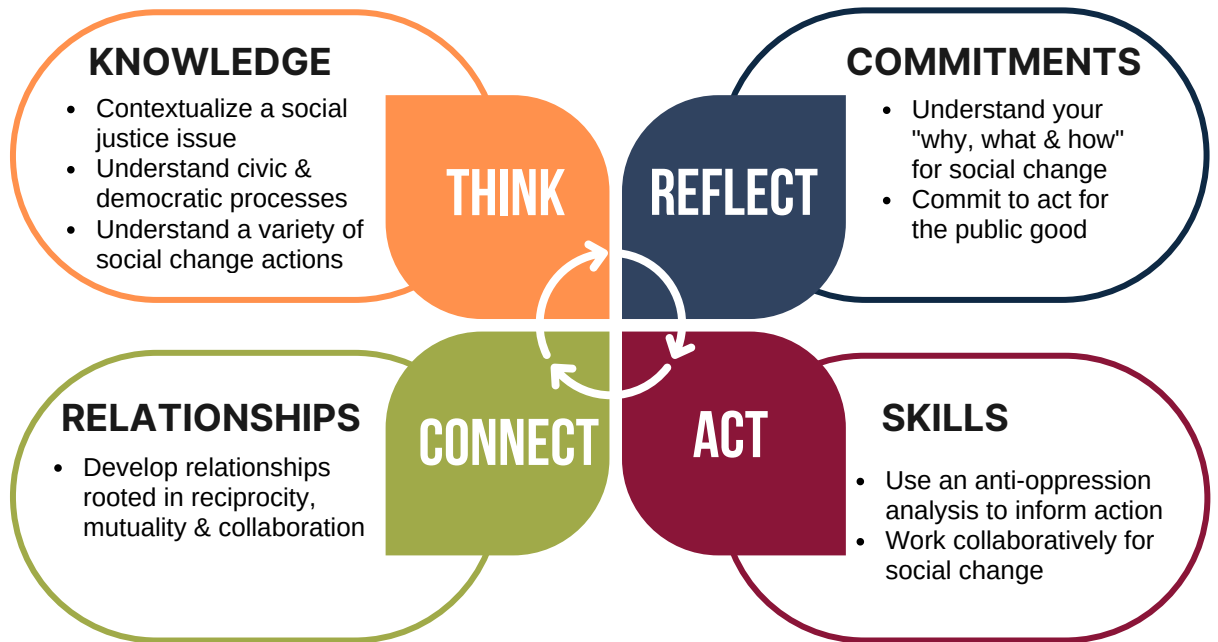 KNOWLEDGE
• Contextualize a social
justice issue
• Understand civic &
democratic processes
• Understand a variety of
social change actions
THINK
REFLECT
COMMITMENTS
• Understand your
"why, what & how"
for social change
• Commit to act for
the public good
RELATIONSHIPS
• Develop relationships
rooted in reciprocity,
mutuality & collaboration
CONNECT
ACT
SKILLS
• Use an anti-oppression
analysis to inform action
• Work collaboratively for
social change